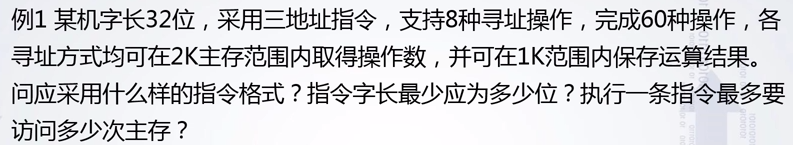 例1 某机字长32位，采用三地址指令，支持8种寻址操作，完成60种操作，各
寻址方式均可在2K主存范围内取得操作数，并可在1K范围内保存运算结果。
问应采用什么样的指令格式？指令字长最少应为多少位？执行一条指令最多要
访问多少次主存？